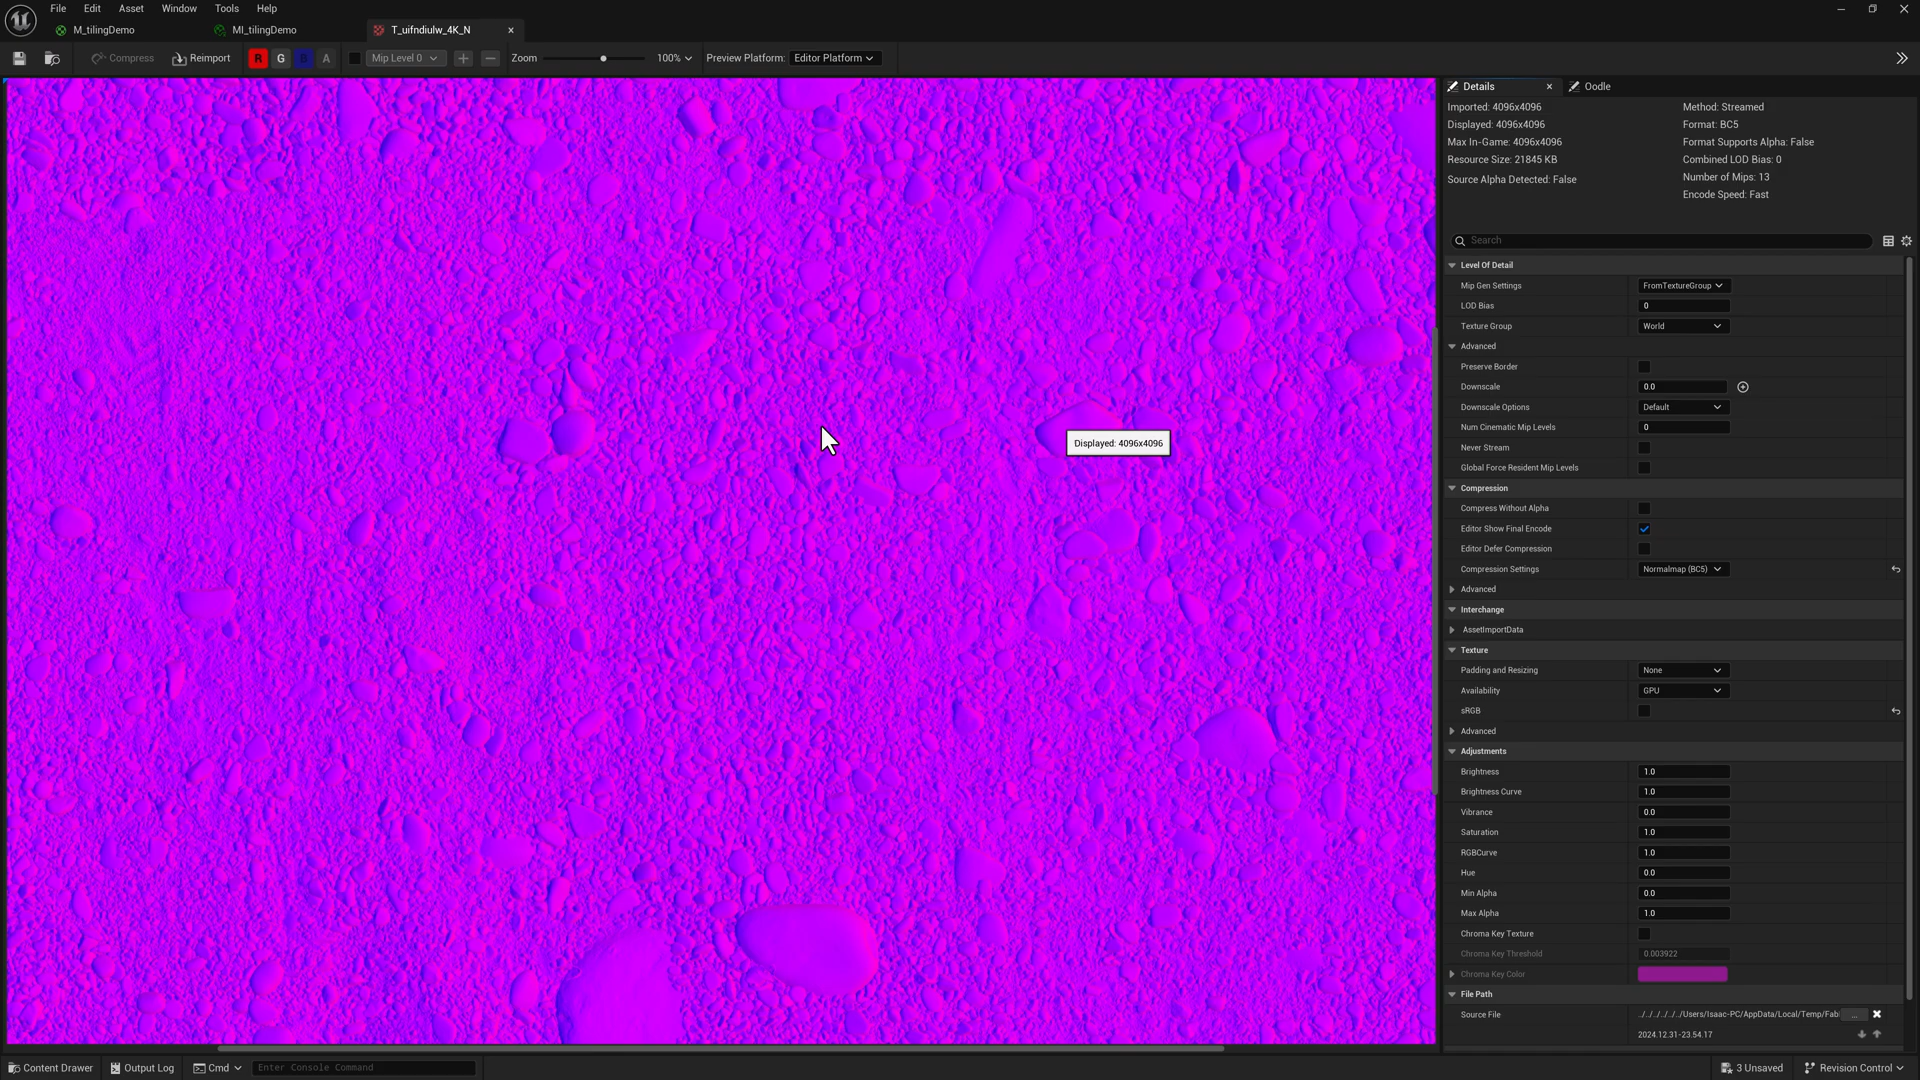 File Edit Asset Window Tools Help
M_tilingDemo
MI_tilingDemo
T_uifndiulw_4K_N
Compress
Reimport
R G B A
Mip Level 0
Zoom
100%
Preview Platform: Editor Platform
Details
Oodle
Imported: 4096x4096
Method: Streamed
Displayed: 4096x4096
Format: BC5
Max In-Game: 4096x4096
Format Supports Alpha: False
Resource Size: 21845 KB
Combined LOD Bias: 0
Source Alpha Detected: False
Number of Mips: 13
Encode Speed: Fast
Search
Level Of Detail
Mip Gen Settings FromTextureGroup
LOD Bias 0
Texture Group World
Advanced
Preserve Border
Downscale 0.0
Downscale Options Default
Num Cinematic Mip Levels 0
Never Stream
Global Force Resident Mip Levels
Compression
Compress Without Alpha
Editor Show Final Encode
Editor Defer Compression
Compression Settings Normalmap (BC5)
Advanced
Interchange
AssetImportData
Texture
Padding and Resizing None
Availability GPU
sRGB
Advanced
Adjustments
Brightness 1.0
Brightness Curve 1.0
Vibrance 0.0
Saturation 1.0
RGBCurve 1.0
Hue 0.0
Min Alpha 0.0
Max Alpha 1.0
Chroma Key Texture
Chroma Key Threshold 0.003922
Chroma Key Color
File Path
Source File ../../../../../../Users/Isaac-PC/AppData/Local/Temp/Fab/ ...
2024.12.31-23.54.17
Displayed: 4096x4096
Content Drawer
Output Log
Cmd
Enter Console Command
3 Unsaved
Revision Control